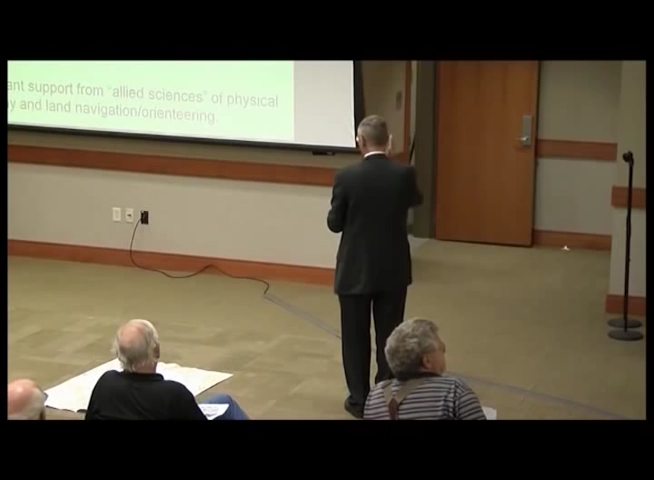 ant support from "allied sciences" of physical
y and land navigation/orienteering.